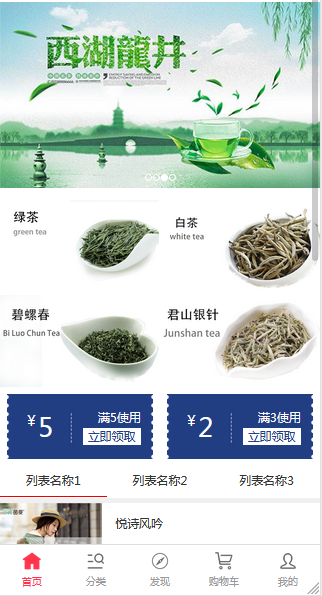 西湖龍井
绿茶
green tea
白茶
white tea
碧螺春
Bi Luo Chun Tea
君山银针
Junshan tea
¥5
满5使用
立即领取
¥2
满3使用
立即领取
列表名称1
列表名称2
列表名称3
茵曼
悦诗风吟
首页
分类
发现
购物车
我的